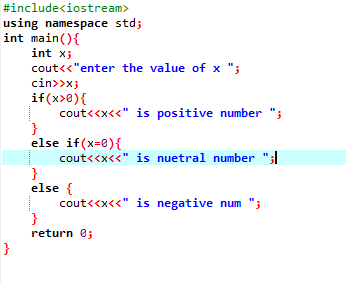 #include<iostream>
using namespace std;
int main(){
int x;
cout<<"enter the value of x ";
cin>>x;
if(x>0){
cout<<x<<" is positive number ";
}
else if(x=0){
cout<<x<<" is nuetral number ";
}
else {
cout<<x<<" is negative num ";
}
return 0;
}